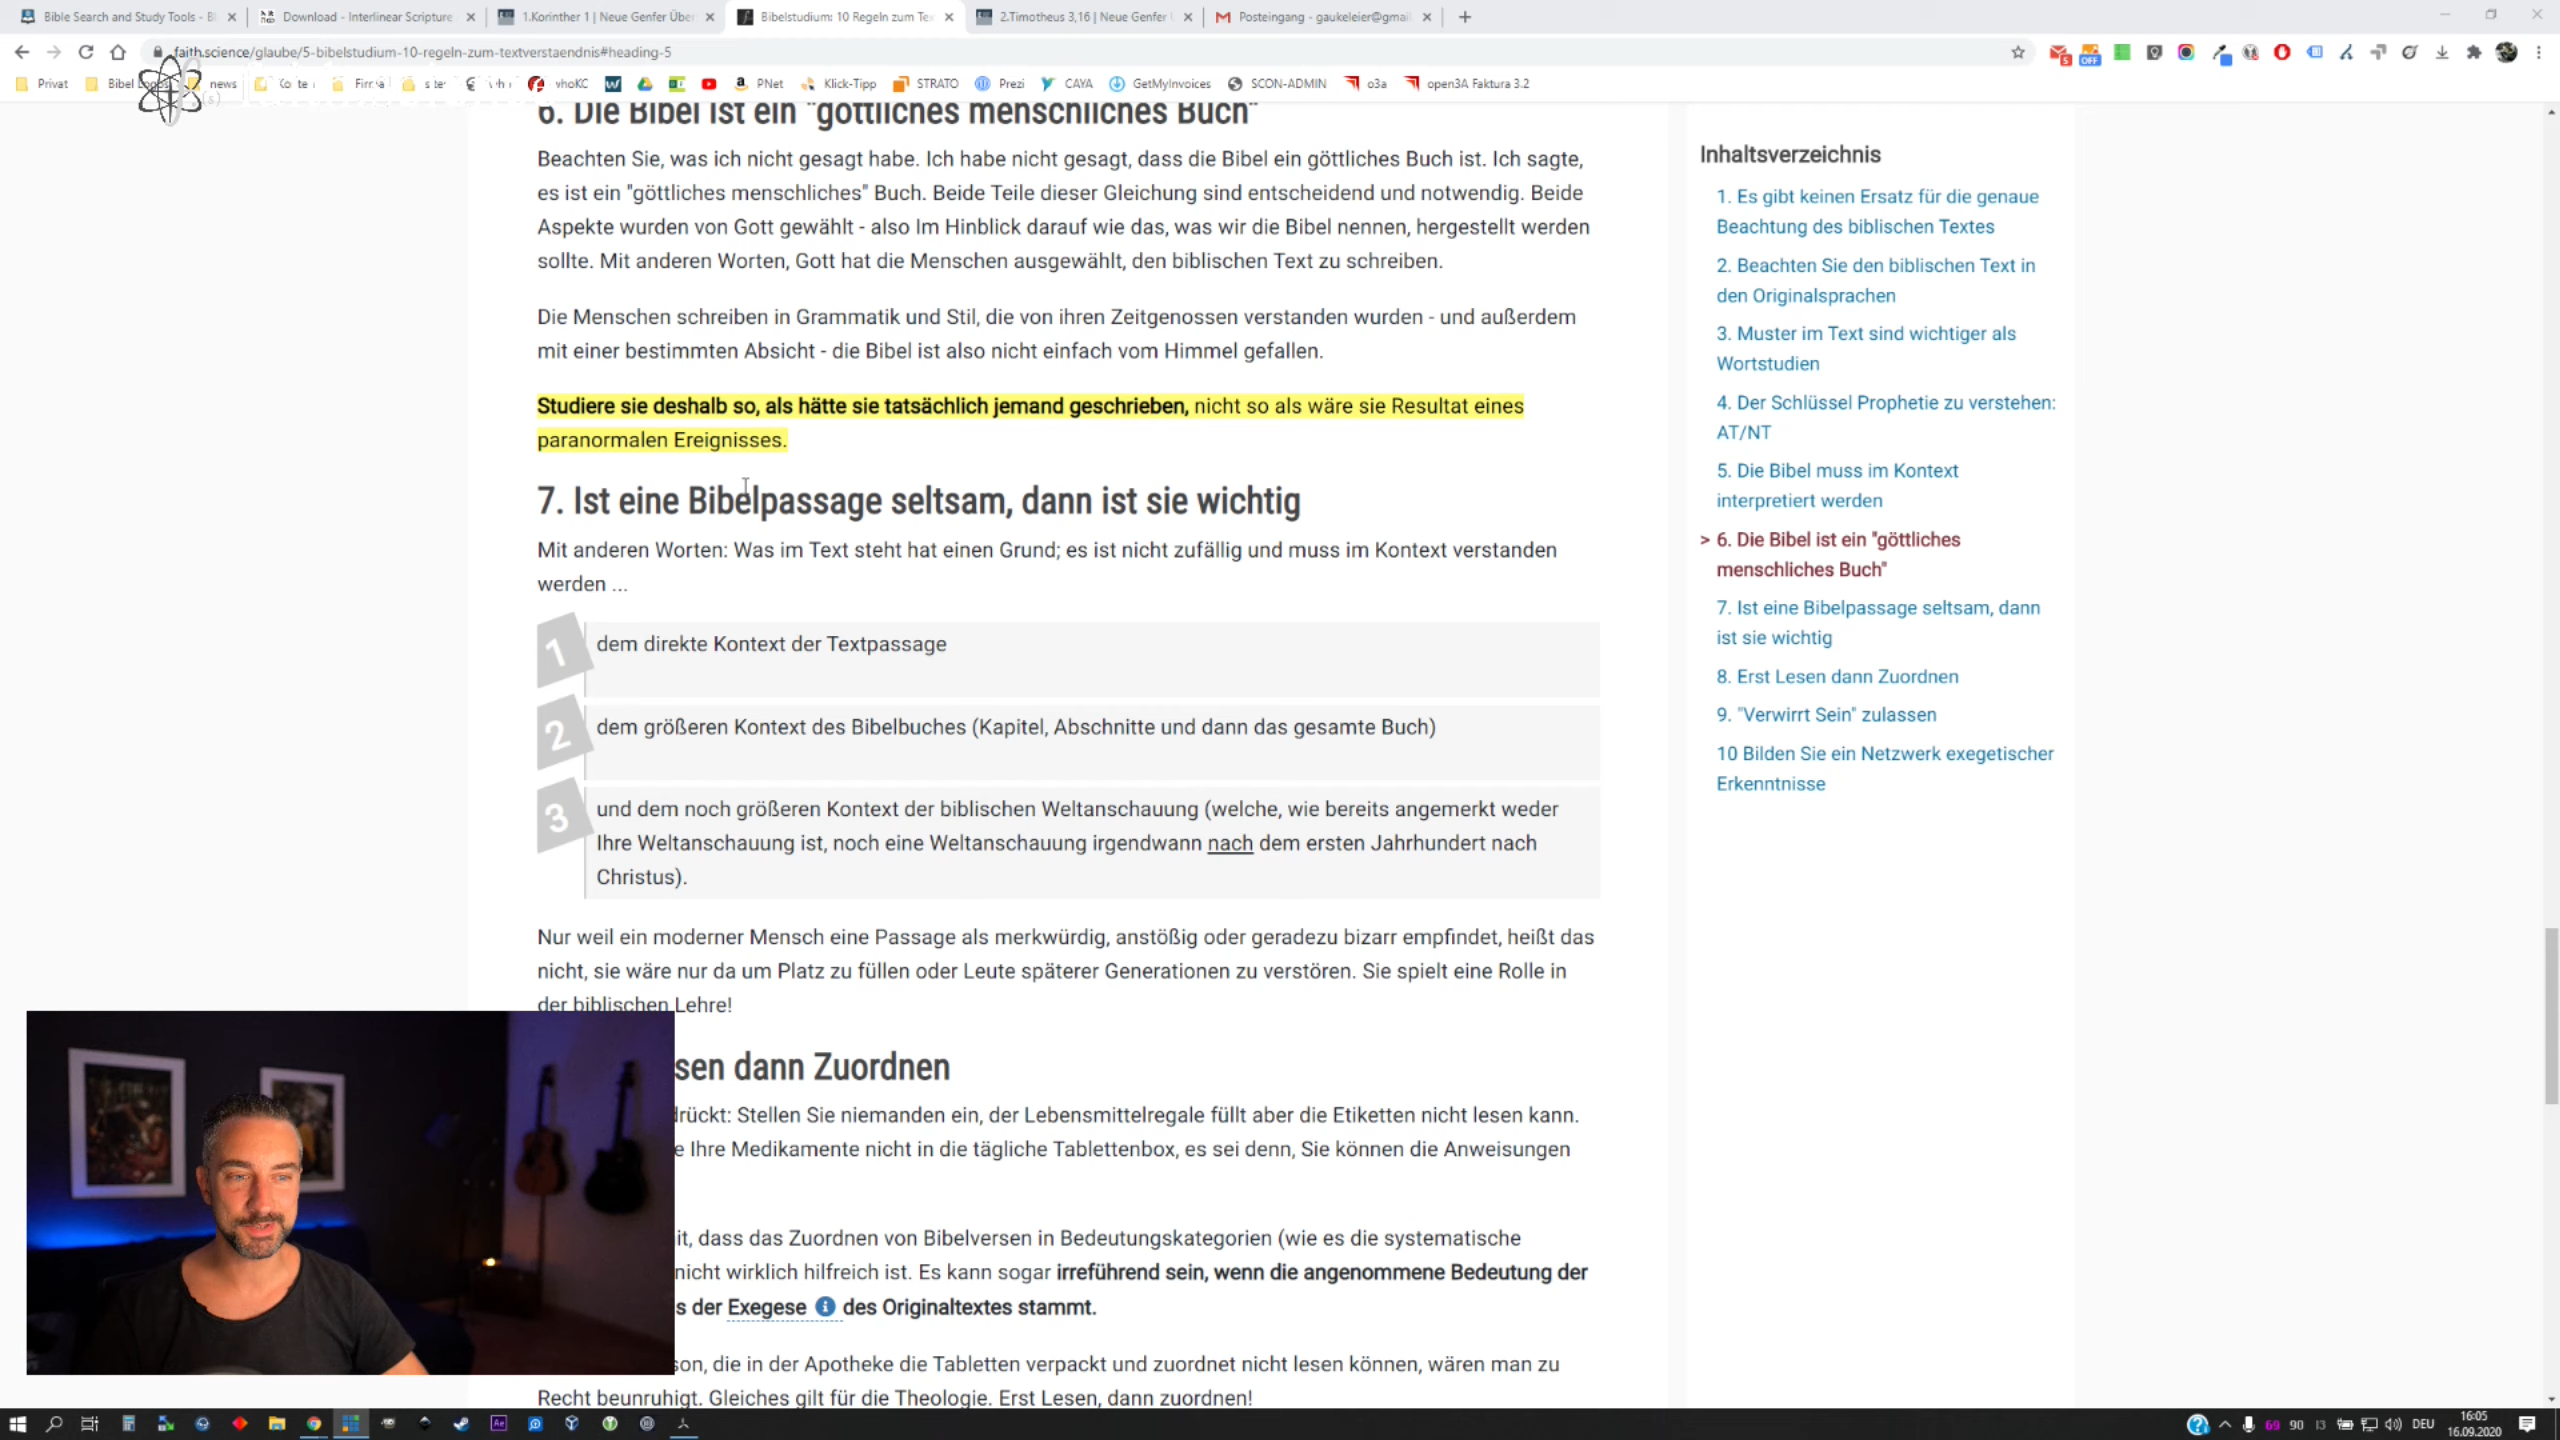 Bible Search and Study Tools - Bl
Download - Interlinear Scripture
1.Korinther 1 | Neue Genfer Über
Bibelstudium: 10 Regeln zum Te
2.Timotheus 3,16 | Neue Genfer
Posteingang - gaukeleier@gmai
faith.science/glaube/5-bibelstudium-10-regeln-zum-textverstaendnis#heading-5
Privat
Bibel
news
vhoKC
PNet
Klick-Tipp
STRATO
Prezi
CAYA
GetMyInvoices
SCON-ADMIN
o3a
open3A Faktura 3.2
OFF
6. Die Bibel ist ein "göttliches menschliches Buch"
Beachten Sie, was ich nicht gesagt habe. Ich habe nicht gesagt, dass die Bibel ein göttliches Buch ist. Ich sagte,
es ist ein "göttliches menschliches" Buch. Beide Teile dieser Gleichung sind entscheidend und notwendig. Beide
Aspekte wurden von Gott gewählt - also Im Hinblick darauf wie das, was wir die Bibel nennen, hergestellt werden
sollte. Mit anderen Worten, Gott hat die Menschen ausgewählt, den biblischen Text zu schreiben.
Die Menschen schreiben in Grammatik und Stil, die von ihren Zeitgenossen verstanden wurden - und außerdem
mit einer bestimmten Absicht - die Bibel ist also nicht einfach vom Himmel gefallen.
Studiere sie deshalb so, als hätte sie tatsächlich jemand geschrieben, nicht so als wäre sie Resultat eines
paranormalen Ereignisses.
7. Ist eine Bibelpassage seltsam, dann ist sie wichtig
Mit anderen Worten: Was im Text steht hat einen Grund; es ist nicht zufällig und muss im Kontext verstanden
werden ...
1
dem direkte Kontext der Textpassage
2
dem größeren Kontext des Bibelbuches (Kapitel, Abschnitte und dann das gesamte Buch)
3
und dem noch größeren Kontext der biblischen Weltanschauung (welche, wie bereits angemerkt weder
Ihre Weltanschauung ist, noch eine Weltanschauung irgendwann nach dem ersten Jahrhundert nach
Christus).
Nur weil ein moderner Mensch eine Passage als merkwürdig, anstößig oder geradezu bizarr empfindet, heißt das
nicht, sie wäre nur da um Platz zu füllen oder Leute späterer Generationen zu verstören. Sie spielt eine Rolle in
der biblischen Lehre!
sen dann Zuordnen
drückt: Stellen Sie niemanden ein, der Lebensmittelregale füllt aber die Etiketten nicht lesen kann.
e Ihre Medikamente nicht in die tägliche Tablettenbox, es sei denn, Sie können die Anweisungen
it, dass das Zuordnen von Bibelversen in Bedeutungskategorien (wie es die systematische
nicht wirklich hilfreich ist. Es kann sogar irreführend sein, wenn die angenommene Bedeutung der
s der Exegese des Originaltextes stammt.
son, die in der Apotheke die Tabletten verpackt und zuordnet nicht lesen können, wären man zu
Recht beunruhigt. Gleiches gilt für die Theologie. Erst Lesen, dann zuordnen!
Inhaltsverzeichnis
1. Es gibt keinen Ersatz für die genaue
Beachtung des biblischen Textes
2. Beachten Sie den biblischen Text in
den Originalsprachen
3. Muster im Text sind wichtiger als
Wortstudien
4. Der Schlüssel Prophetie zu verstehen:
AT/NT
5. Die Bibel muss im Kontext
interpretiert werden
> 6. Die Bibel ist ein "göttliches
menschliches Buch"
7. Ist eine Bibelpassage seltsam, dann
ist sie wichtig
8. Erst Lesen dann Zuordnen
9. "Verwirrt Sein" zulassen
10 Bilden Sie ein Netzwerk exegetischer
Erkenntnisse
69 90
DEU
16:05
16.09.2020